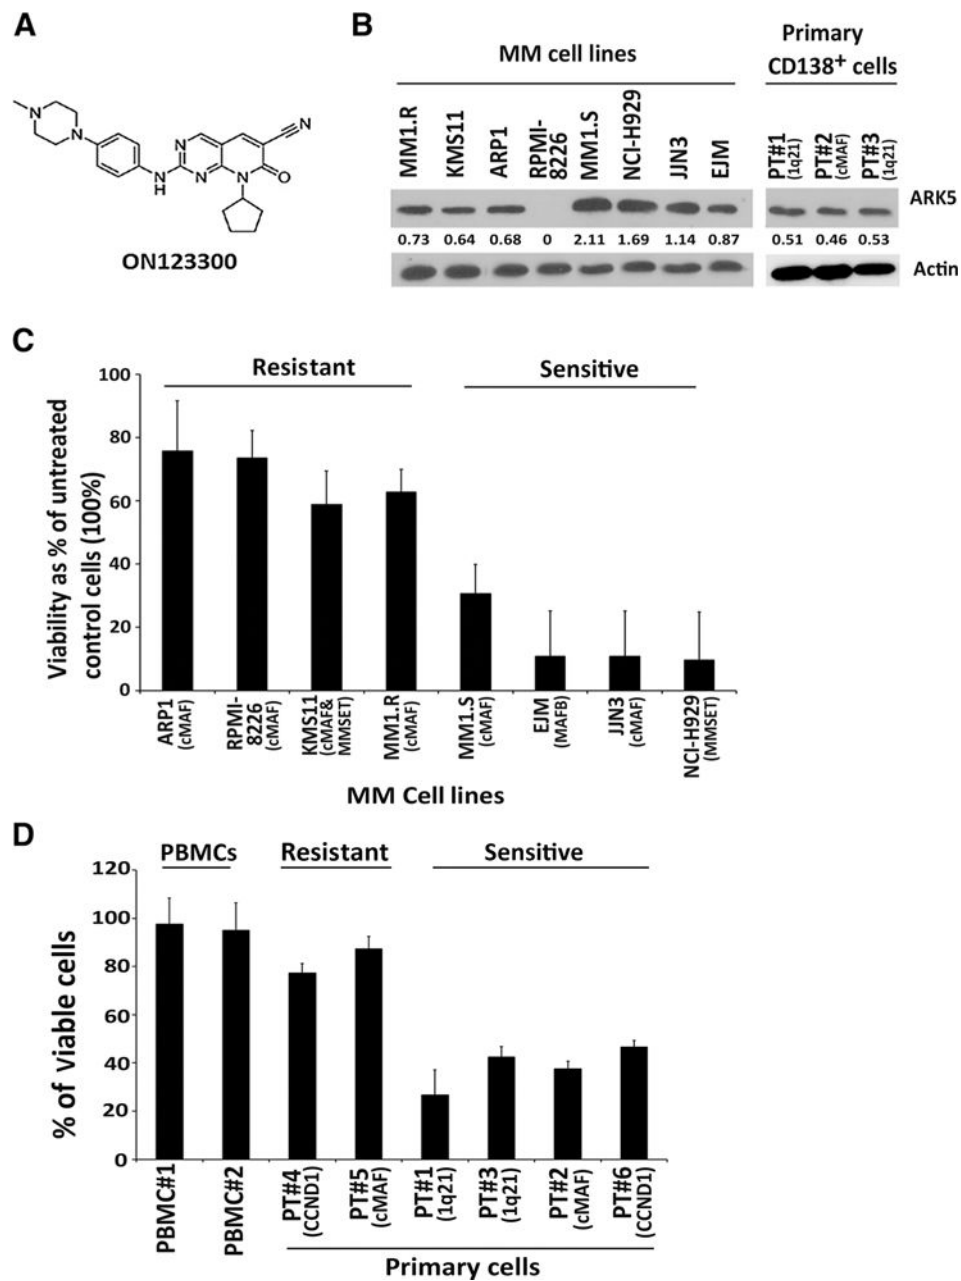 A
N
N
N
N
N
H
N
N
N
O
ON123300
B
MM cell lines
Primary
CD138+ cells
MM1.R
KMS11
ARP1
RPMI-
8226
MM1.S
NCI-H929
JJN3
EJM
PT#1
(1q21)
PT#2
(cMAF)
PT#3
(1q21)
ARK5
0.73 0.64 0.68 0 2.11 1.69 1.14 0.87 0.51 0.46 0.53
Actin
C
Resistant Sensitive
Viability as % of untreated
control cells (100%)
100
80
60
40
20
0
ARP1
(cMAF)
RPMI-
8226
(cMAF)
KMS11
(cMAF&
MMSET)
MM1.R
(cMAF)
MM1.S
(cMAF)
EJM
(MAFB)
JJN3
(cMAF)
NCI-H929
(MMSET)
MM Cell lines
D
PBMCs Resistant Sensitive
% of viable cells
120
100
80
60
40
20
0
PBMC#1
PBMC#2
PT#4
(CCND1)
PT#5
(cMAF)
PT#1
(1q21)
PT#3
(1q21)
PT#2
(cMAF)
PT#6
(CCND1)
Primary cells